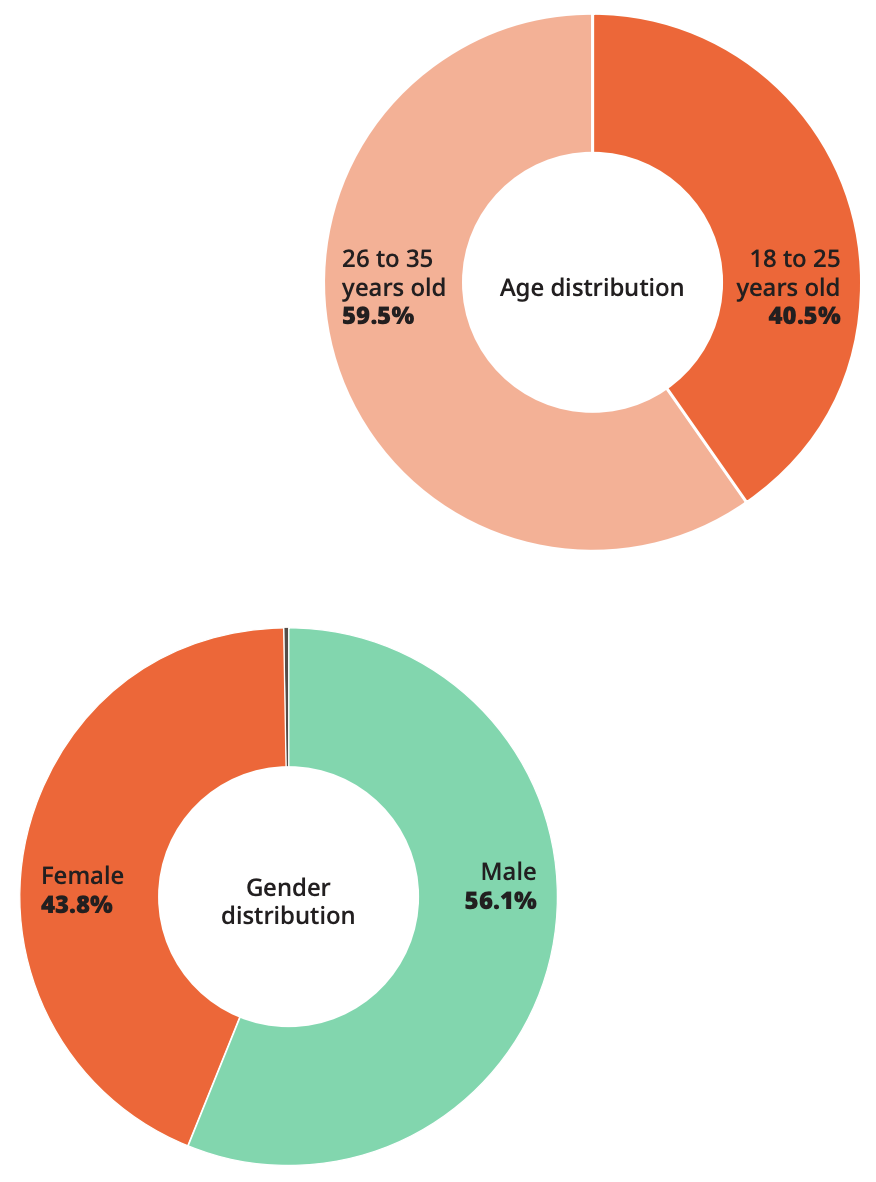 26 to 35
years old
59.5%
Age distribution
18 to 25
years old
40.5%
Female
43.8%
Gender
distribution
Male
56.1%